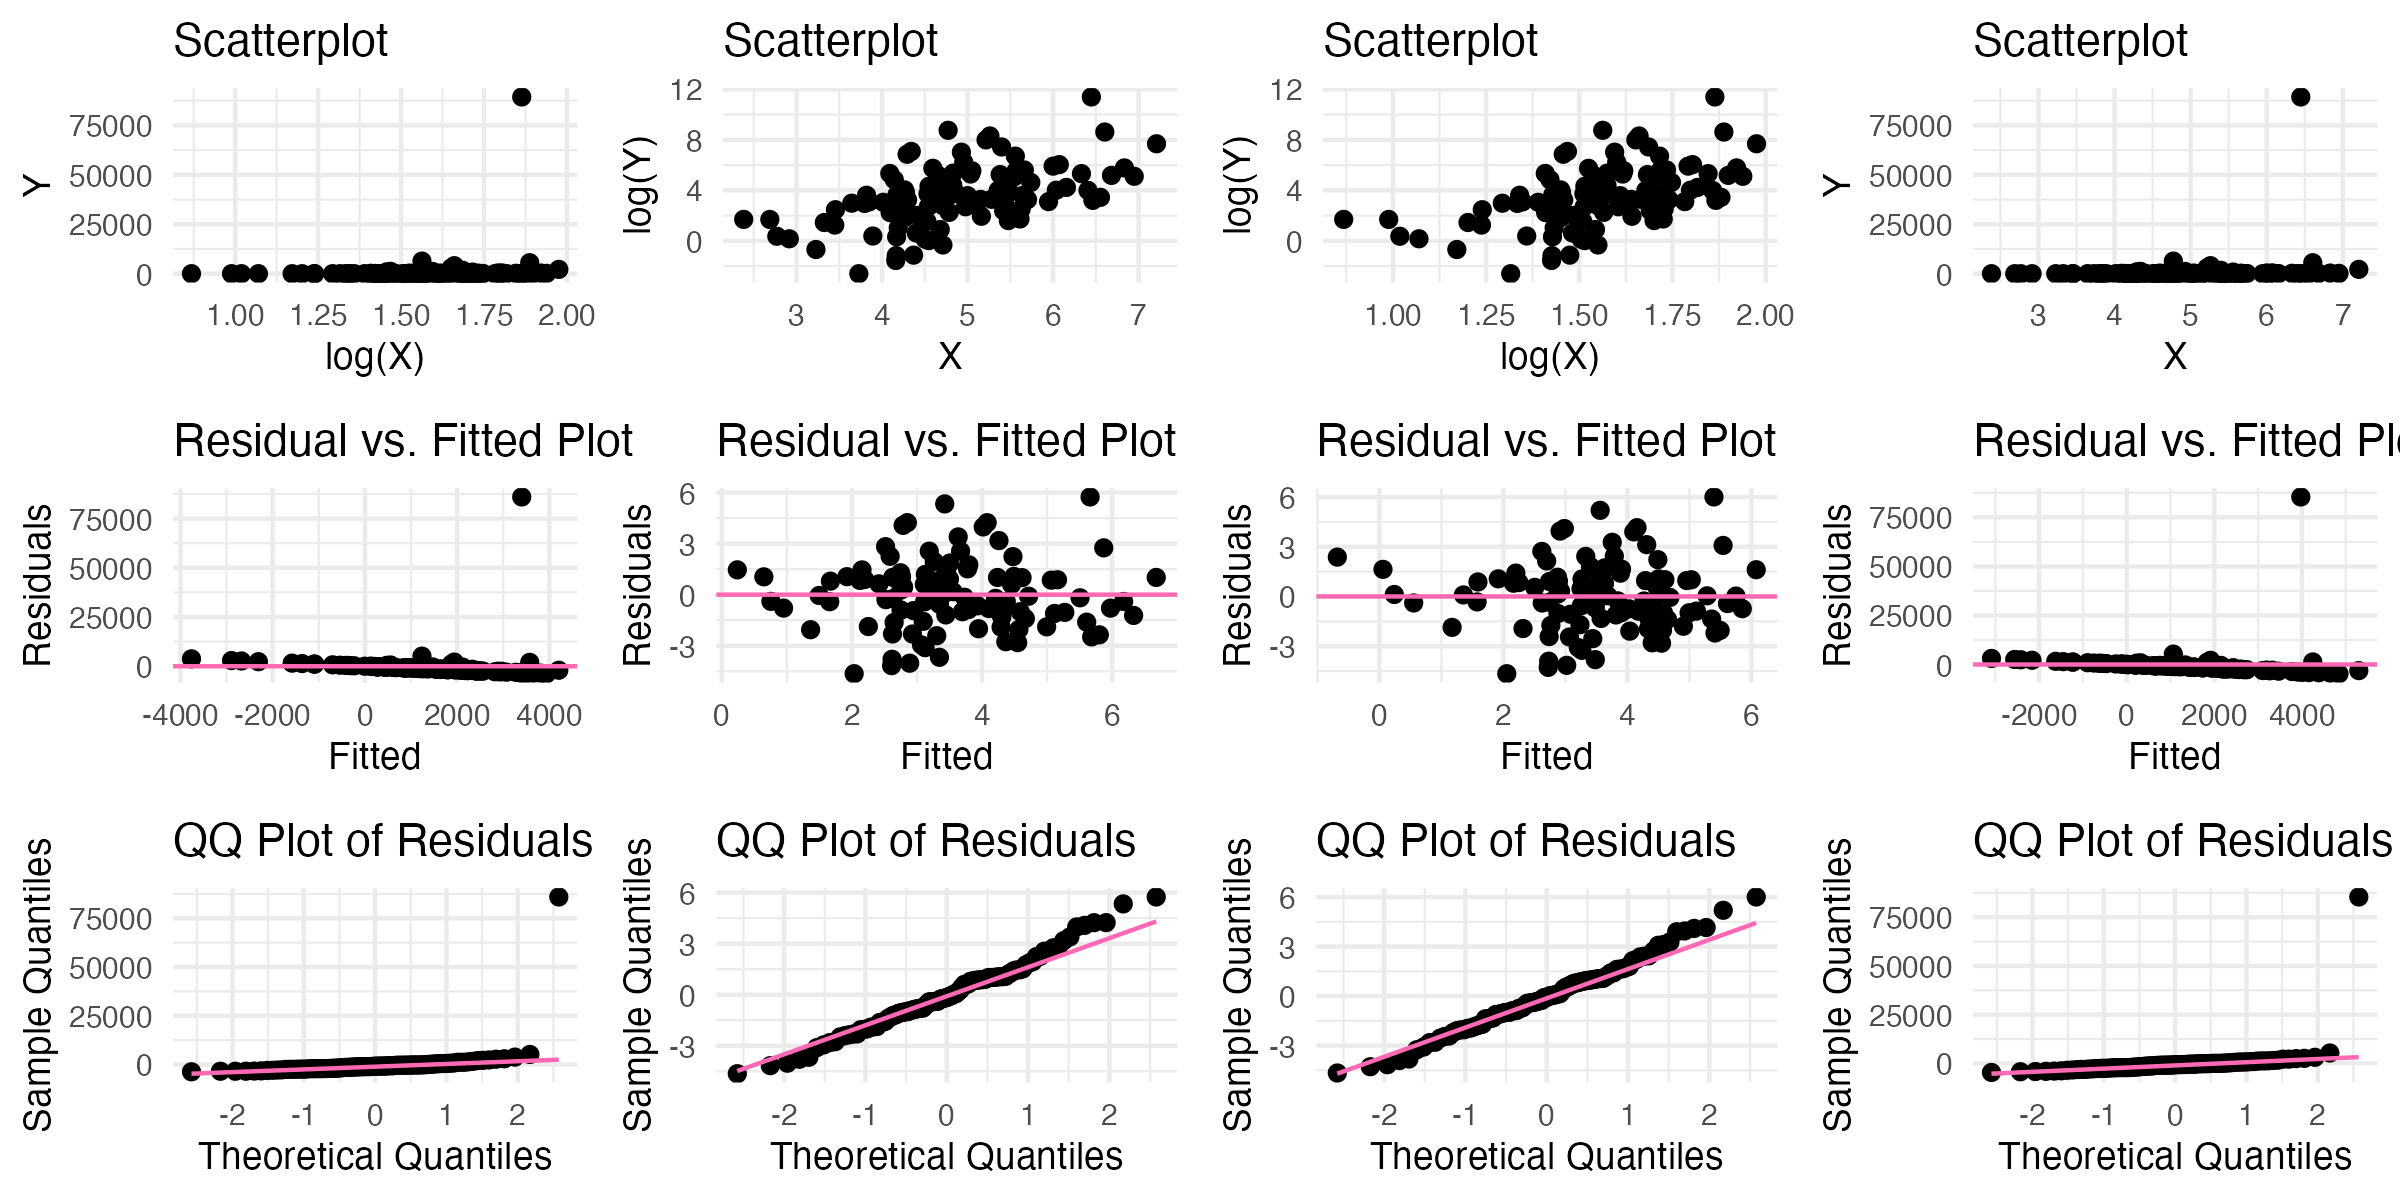 Scatterplot
Scatterplot
Scatterplot
Scatterplot
Y
75000
50000
25000
0
1.00 1.25 1.50 1.75 2.00
log(X)
log(Y)
12
8
4
0
3 4 5 6 7
X
log(Y)
12
8
4
0
1.00 1.25 1.50 1.75 2.00
log(X)
Y
75000
50000
25000
0
3 4 5 6 7
X
Residual vs. Fitted Plot
Residual vs. Fitted Plot
Residual vs. Fitted Plot
Residual vs. Fitted Plo
Residuals
75000
50000
25000
0
-4000 -2000 0 2000 4000
Fitted
Residuals
6
3
0
-3
0 2 4 6
Fitted
Residuals
6
3
0
-3
0 2 4 6
Fitted
Residuals
75000
50000
25000
0
-2000 0 2000 4000
Fitted
QQ Plot of Residuals
QQ Plot of Residuals
QQ Plot of Residuals
QQ Plot of Residuals
Sample Quantiles
75000
50000
25000
0
-2 -1 0 1 2
Theoretical Quantiles
Sample Quantiles
6
3
0
-3
-2 -1 0 1 2
Theoretical Quantiles
Sample Quantiles
6
3
0
-3
-2 -1 0 1 2
Theoretical Quantiles
Sample Quantiles
75000
50000
25000
0
-2 -1 0 1 2
Theoretical Quantiles